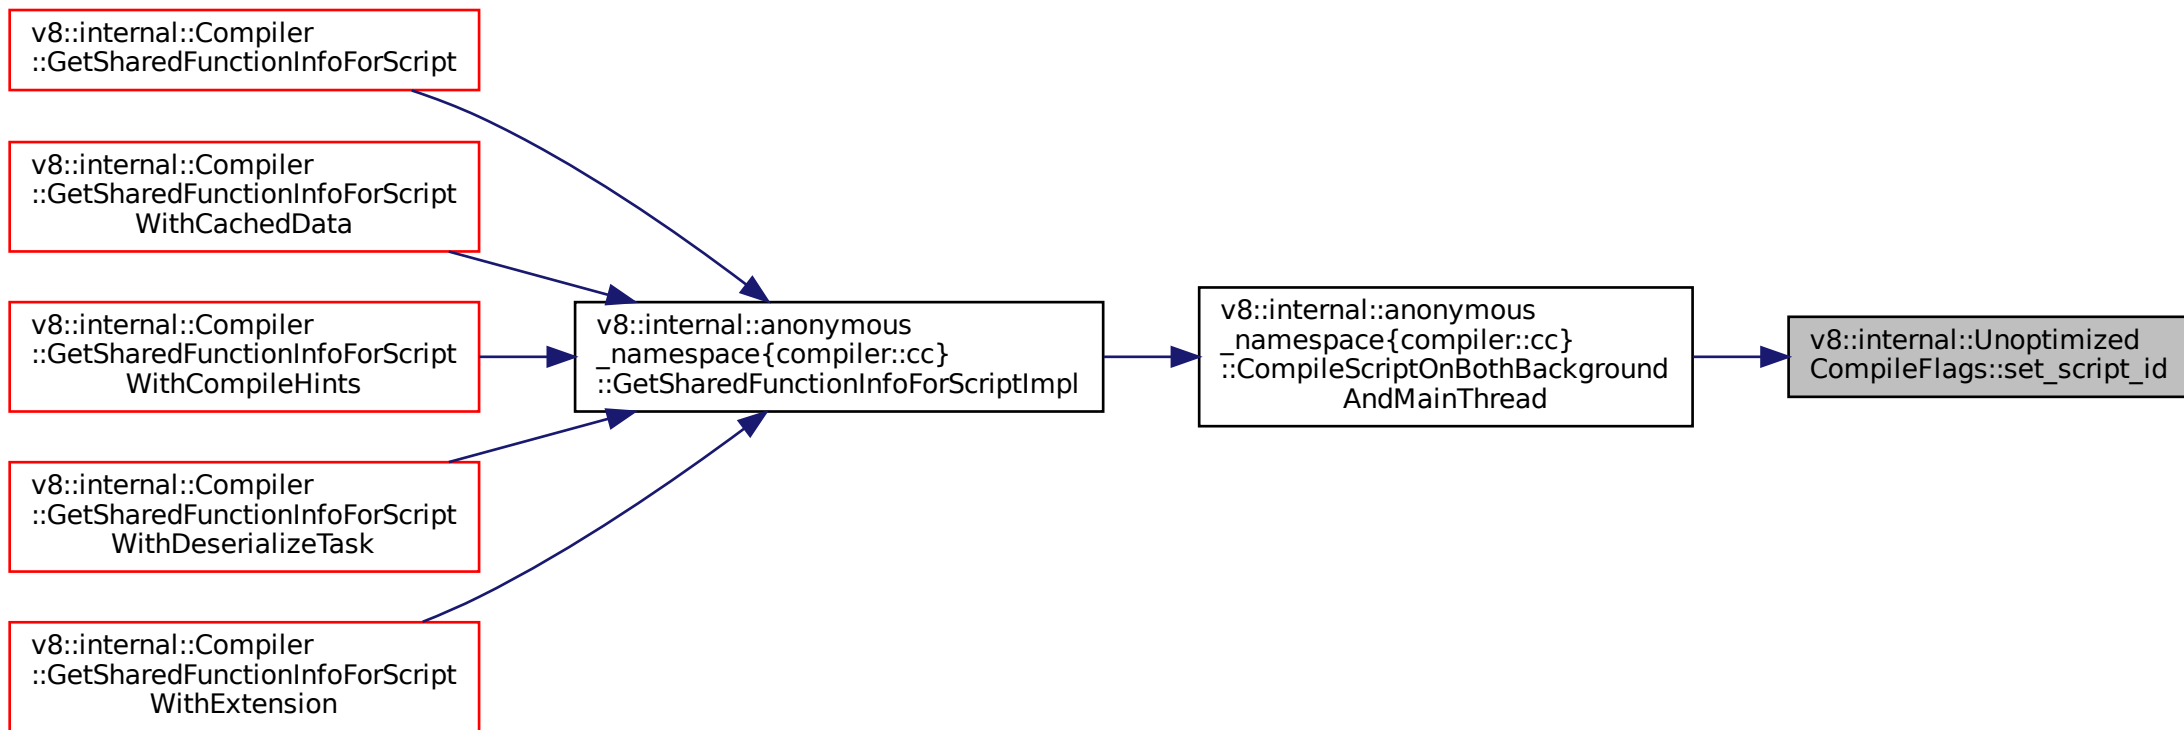 v8::internal::Compiler
::GetSharedFunctionInfoForScript
v8::internal::Compiler
::GetSharedFunctionInfoForScript
WithCachedData
v8::internal::Compiler
::GetSharedFunctionInfoForScript
WithCompileHints
v8::internal::Compiler
::GetSharedFunctionInfoForScript
WithDeserializeTask
v8::internal::Compiler
::GetSharedFunctionInfoForScript
WithExtension
v8::internal::anonymous
_namespace{compiler::cc}
::GetSharedFunctionInfoForScriptImpl
v8::internal::anonymous
_namespace{compiler::cc}
::CompileScriptOnBothBackground
AndMainThread
v8::internal::Unoptimized
CompileFlags::set_script_id